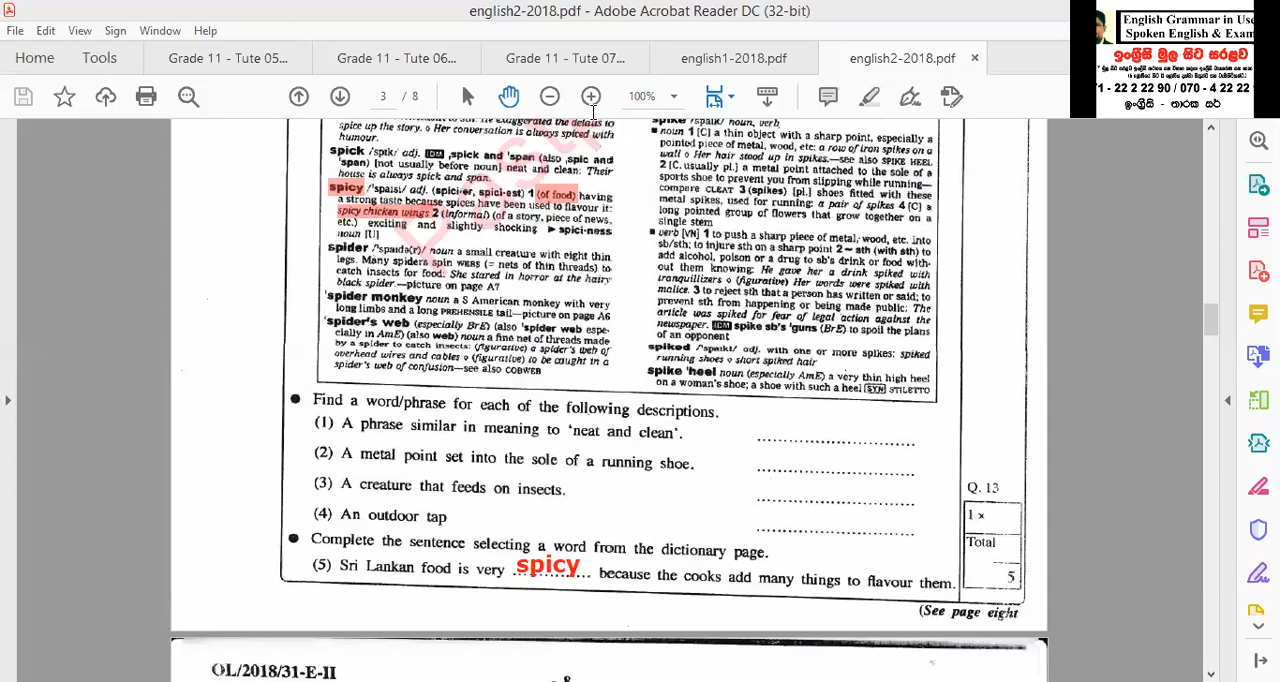 english2-2018.pdf - Adobe Acrobat Reader DC (32-bit)
File Edit View Sign Window Help
Home Tools Grade 11 - Tute 05... Grade 11 - Tute 06... Grade 11 - Tute 07... english1-2018.pdf english2-2018.pdf ×
3 / 8 100%
English Grammar in Use
Spoken English & Exam
ඉංග්‍රීසි මුල සිට සරළව
71 - 22 2 22 90 / 070 - 4 22 22
ඉංග්‍රීසි - තාරක සර්
spice up the story. ◊ Her conversation is always spiced with
humour.
spick /spɪk/ adj. IDM ,spick and 'span (also ,spic and
'span) [not usually before noun] neat and clean: Their
house is always spick and span.
spicy /'spaɪsi/ adj. (spici·er, spici·est) 1 (of food) having
a strong taste because spices have been used to flavour it:
spicy chicken wings 2 (informal) (of a story, piece of news,
etc.) exciting and slightly shocking ▶ spici·ness
noun [U]
spider /'spaɪdə(r)/ noun a small creature with eight thin
legs. Many spiders spin WEBS (= nets of thin threads) to
catch insects for food: She stared in horror at the hairy
black spider.—picture on page A7
'spider monkey noun a S American monkey with very
long limbs and a long PREHENSILE tail—picture on page A6
'spider's web (especially BrE) (also 'spider web espe-
cially in AmE) (also web) noun a fine net of threads made
by a spider to catch insects: (figurative) a spider's web of
overhead wires and cables ◊ (figurative) to be caught in a
spider's web of confusion—see also COBWEB
spike /spaɪk/ noun, verb
■ noun 1 [C] a thin object with a sharp point, especially a
pointed piece of metal, wood, etc: a row of iron spikes on a
wall ◊ Her hair stood up in spikes.—see also SPIKE HEEL
2 [C, usually pl.] a metal point attached to the sole of a
sports shoe to prevent you from slipping while running—
compare CLEAT 3 (spikes) [pl.] shoes fitted with these
metal spikes, used for running: a pair of spikes 4 [C] a
long pointed group of flowers that grow together on a
single stem
■ verb [VN] 1 to push a sharp piece of metal, wood, etc. into
sb/sth; to injure sth on a sharp point 2 ~ sth (with sth) to
add alcohol, poison or a drug to sb's drink or food with-
out them knowing: He gave her a drink spiked with
tranquillizers ◊ (figurative) Her words were spiked with
malice. 3 to reject sth that a person has written or said; to
prevent sth from happening or being made public: The
article was spiked for fear of legal action against the
newspaper. IDM spike sb's 'guns (BrE) to spoil the plans
of an opponent
spiked /spaɪkt/ adj. with one or more spikes: spiked
running shoes ◊ short spiked hair
spike 'heel noun (especially AmE) a very thin high heel
on a woman's shoe; a shoe with such a heel SYN STILETTO
● Find a word/phrase for each of the following descriptions.
(1) A phrase similar in meaning to 'neat and clean'. ........................
(2) A metal point set into the sole of a running shoe. ........................
(3) A creature that feeds on insects. ........................
(4) An outdoor tap ........................
● Complete the sentence selecting a word from the dictionary page.
(5) Sri Lankan food is very spicy because the cooks add many things to flavour them.
Q. 13
1 ×
Total
5
(See page eight
OL/2018/31-E-II
- 8